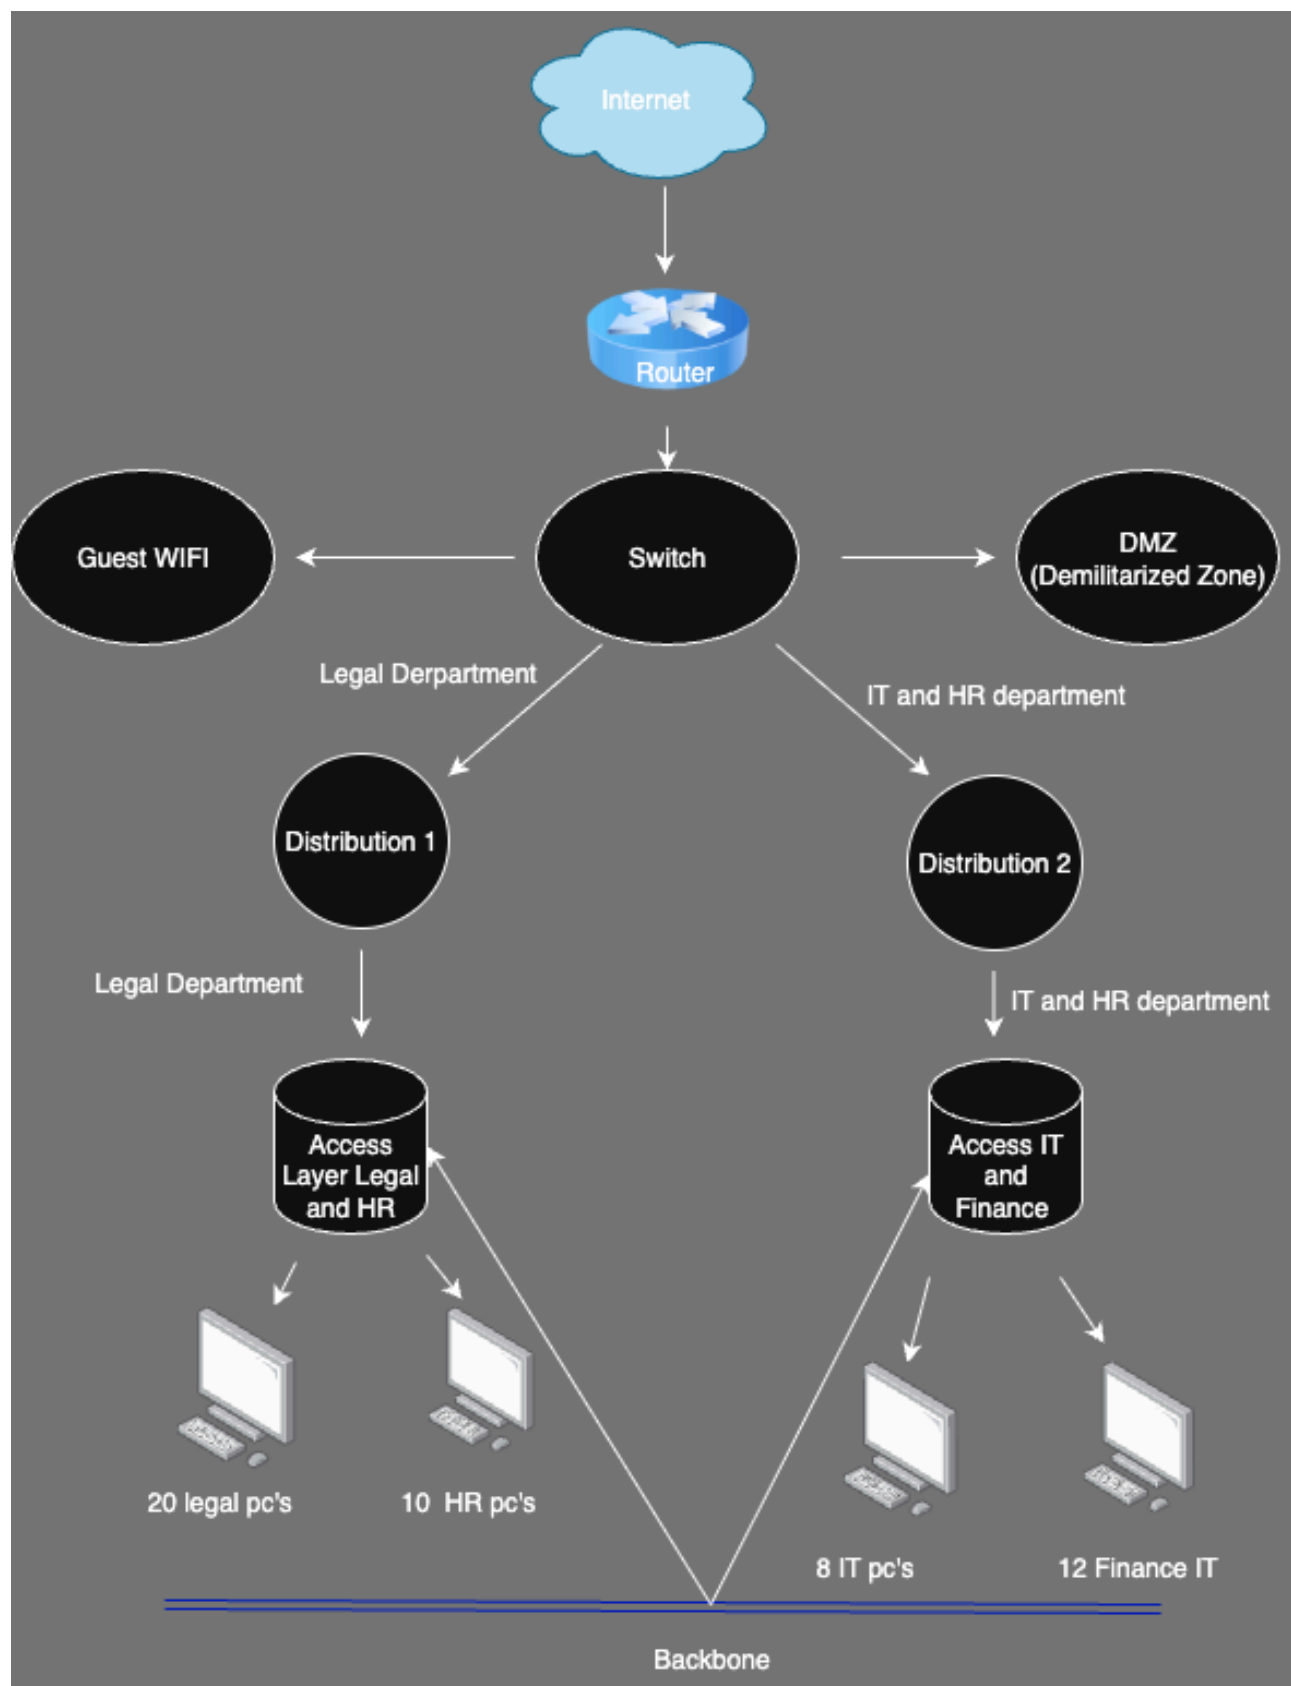 Internet
Router
Guest WIFI
Switch
DMZ
(Demilitarized Zone)
Legal Derpartment
IT and HR department
Distribution 1
Distribution 2
Legal Department
IT and HR department
Access
Layer Legal
and HR
Access IT
and
Finance
20 legal pc's
10  HR pc's
8 IT pc's
12 Finance IT
Backbone